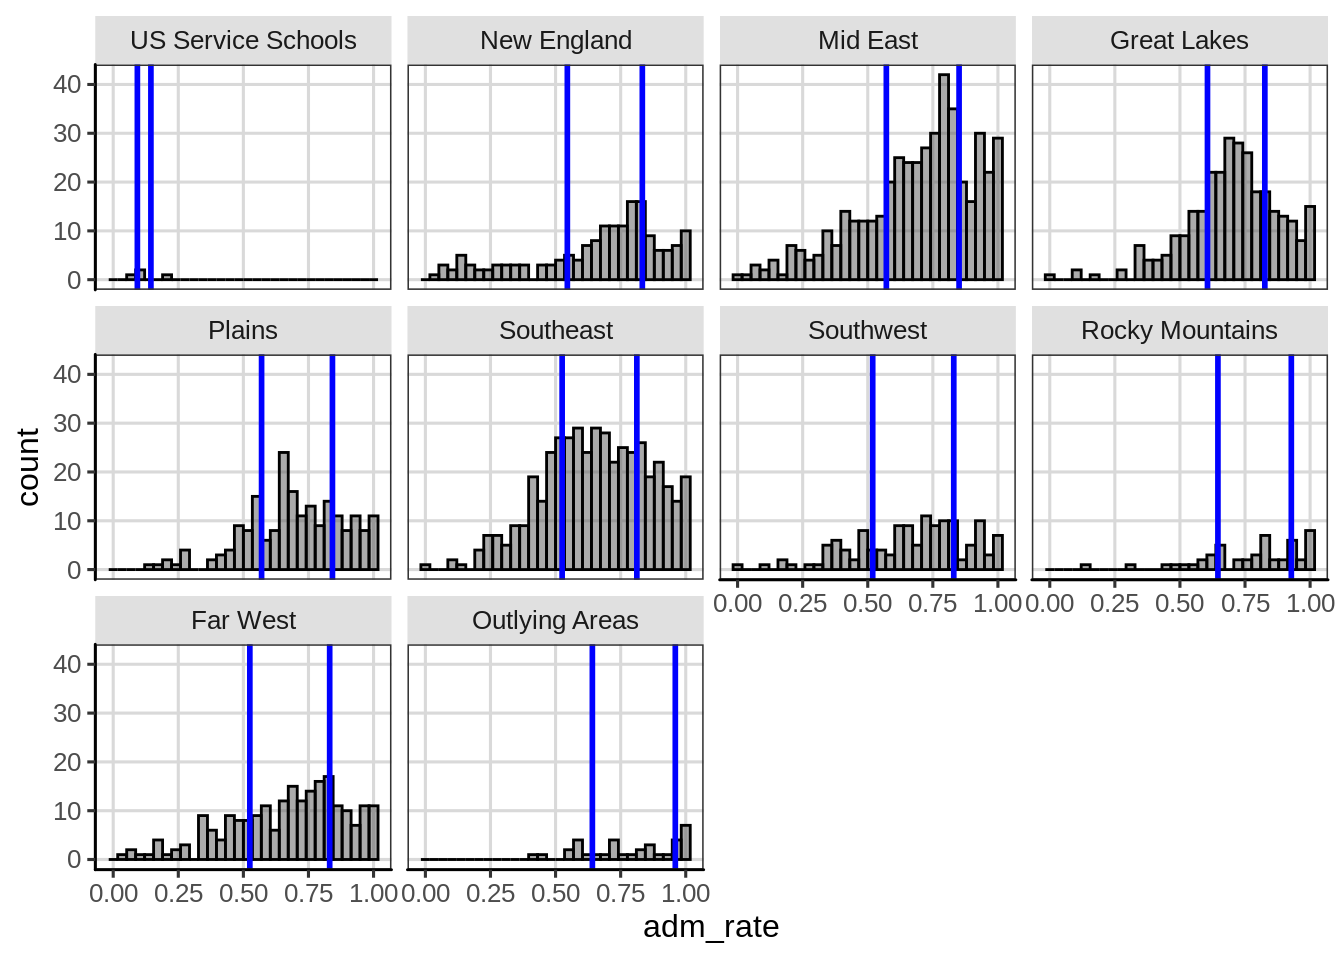 US Service Schools New England Mid East Great Lakes
40
30
20
10
0
Plains Southeast Southwest Rocky Mountains
40
30
20
10
0
0.00 0.25 0.50 0.75 1.00 0.00 0.25 0.50 0.75 1.00
Far West Outlying Areas
40
30
20
10
0
0.00 0.25 0.50 0.75 1.00 0.00 0.25 0.50 0.75 1.00
adm_rate
count